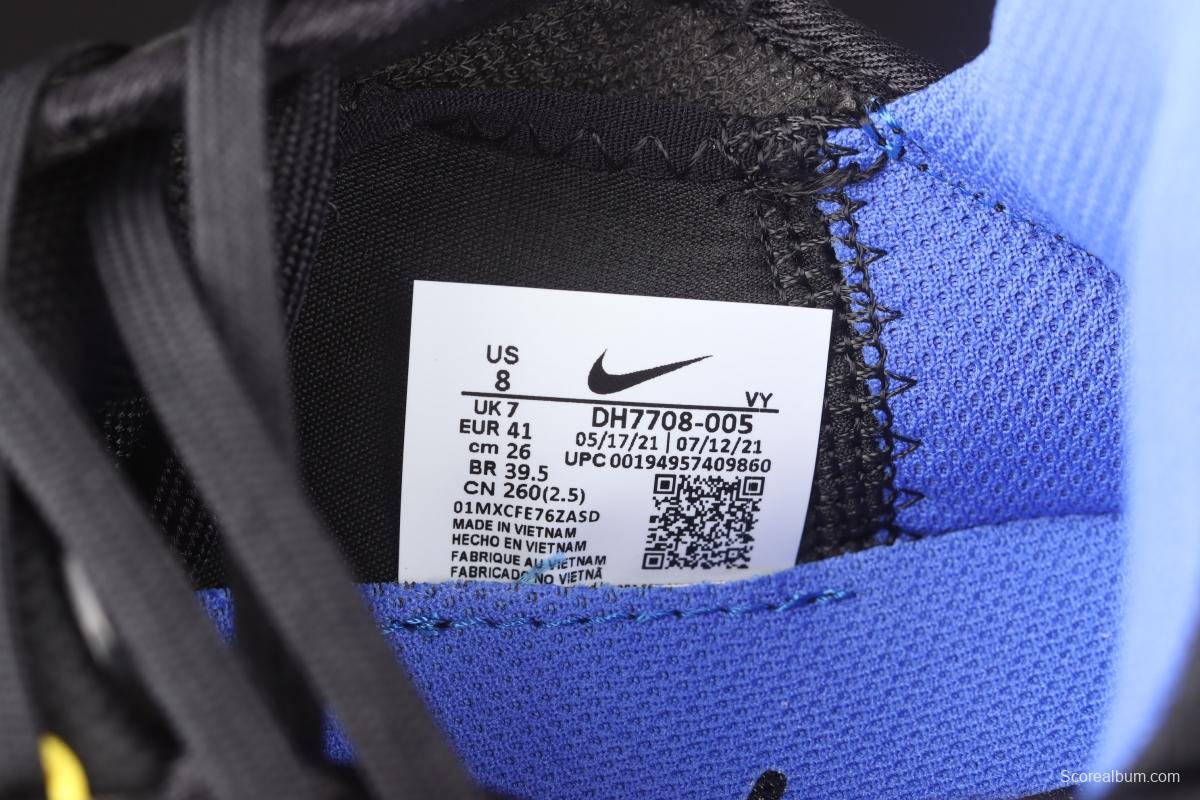 US
8
VY
UK 7
DH7708-005
EUR 41
05/17/21 | 07/12/21
cm 26
UPC 00194957409860
BR 39.5
CN 260(2.5)
01MXCFE76ZASD
MADE IN VIETNAM
HECHO EN VIETNAM
FABRIQUE AU VIETNAM
FABRICADO NO VIETNÃ
Scorealbum.com